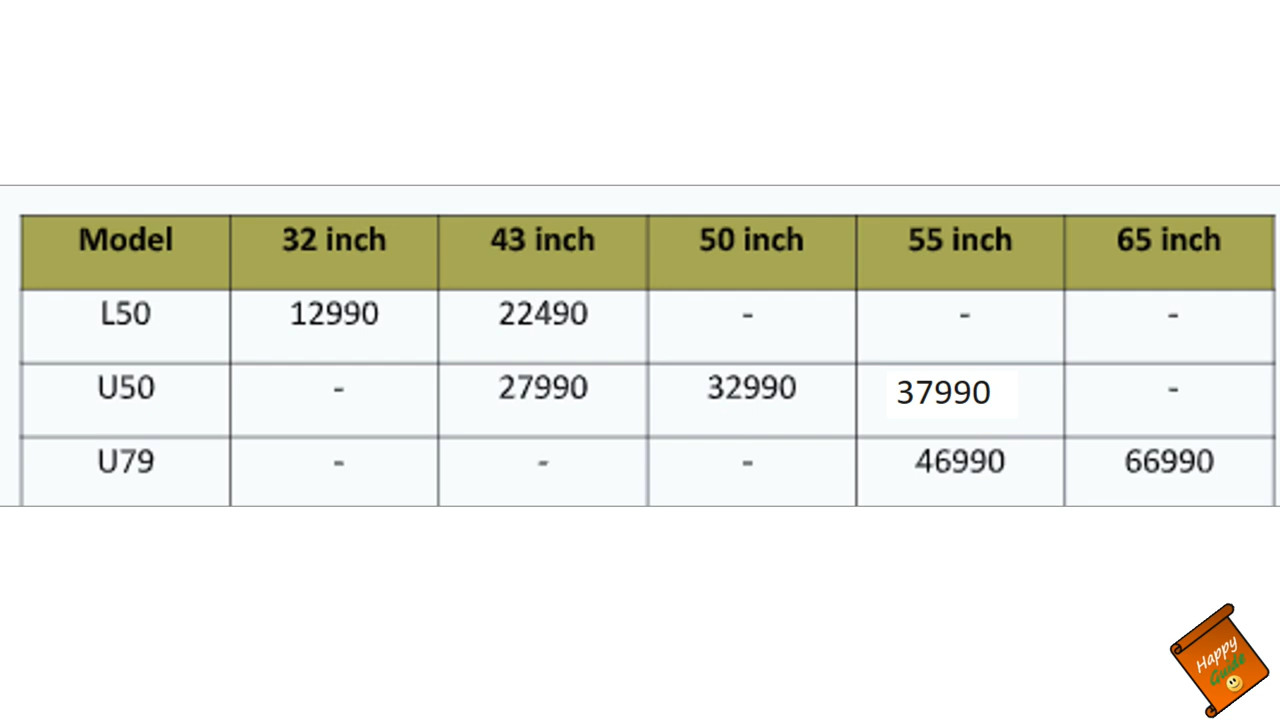 Model 32 inch 43 inch 50 inch 55 inch 65 inch
L50 12990 22490 - - -
U50 - 27990 32990 37990 -
U79 - - - 46990 66990
Happy
Guide